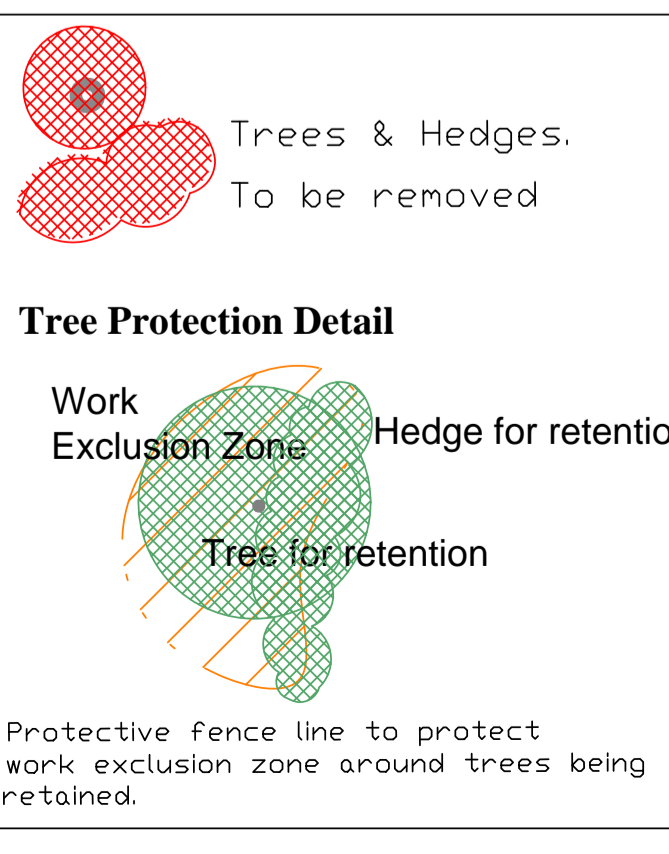 Trees & Hedges.
To be removed
Tree Protection Detail
Work
Exclusion Zone
Hedge for retentio
Tree for retention
Protective fence line to protect
work exclusion zone around trees being
retained.